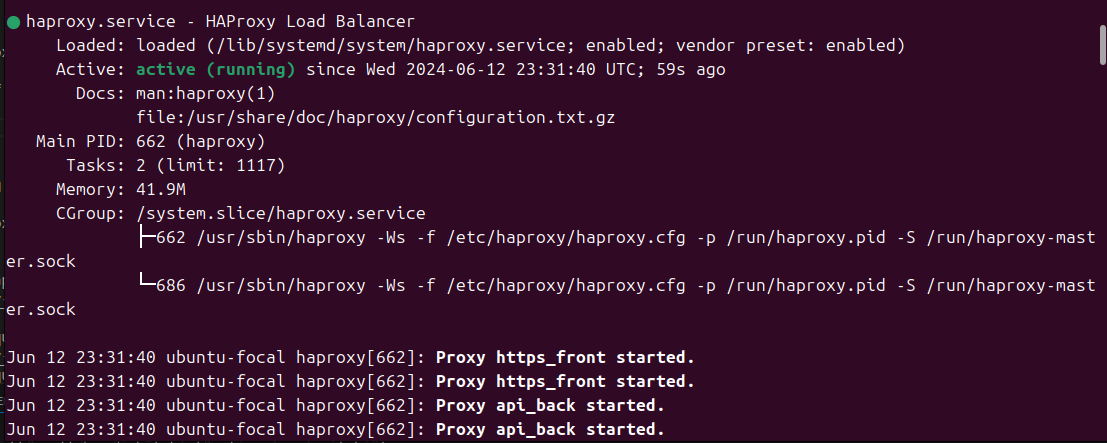 ● haproxy.service - HAProxy Load Balancer
Loaded: loaded (/lib/systemd/system/haproxy.service; enabled; vendor preset: enabled)
Active: active (running) since Wed 2024-06-12 23:31:40 UTC; 59s ago
Docs: man:haproxy(1)
file:/usr/share/doc/haproxy/configuration.txt.gz
Main PID: 662 (haproxy)
Tasks: 2 (limit: 1117)
Memory: 41.9M
CGroup: /system.slice/haproxy.service
├─662 /usr/sbin/haproxy -Ws -f /etc/haproxy/haproxy.cfg -p /run/haproxy.pid -S /run/haproxy-mast
er.sock
└─686 /usr/sbin/haproxy -Ws -f /etc/haproxy/haproxy.cfg -p /run/haproxy.pid -S /run/haproxy-mast
er.sock
Jun 12 23:31:40 ubuntu-focal haproxy[662]: Proxy https_front started.
Jun 12 23:31:40 ubuntu-focal haproxy[662]: Proxy https_front started.
Jun 12 23:31:40 ubuntu-focal haproxy[662]: Proxy api_back started.
Jun 12 23:31:40 ubuntu-focal haproxy[662]: Proxy api_back started.